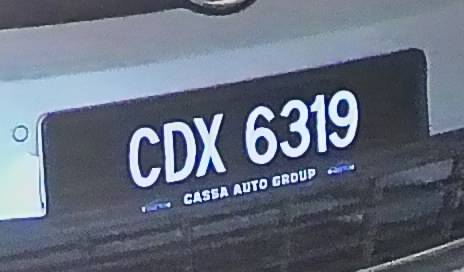 CDX 6319
CASSA AUTO GROUP